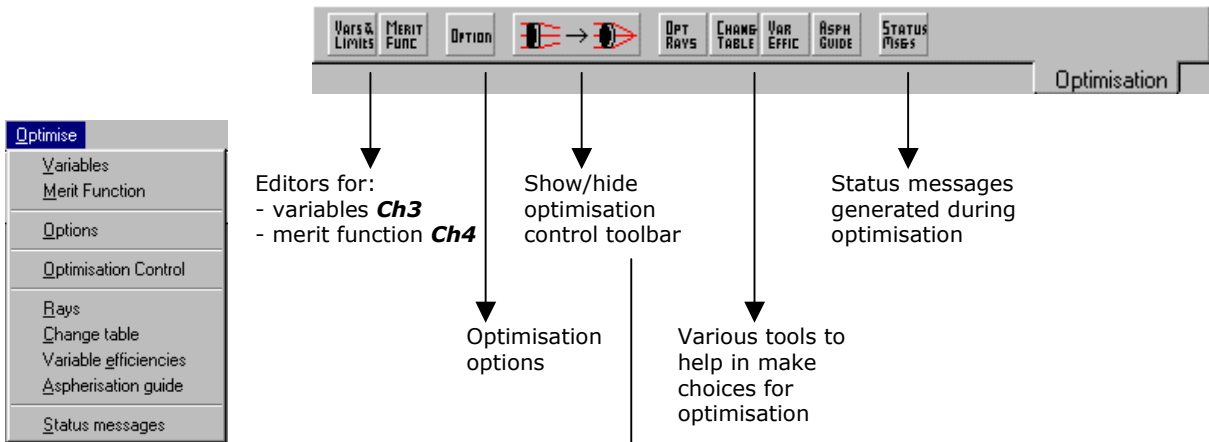 Vars & Limits
Merit Func
Option
Opt Rays
Chang Table
Var Effic
Asph Guide
Status Msgs
Optimisation
Optimise
Variables
Merit Function
Options
Optimisation Control
Rays
Change table
Variable efficiencies
Aspherisation guide
Status messages
Editors for:
- variables Ch3
- merit function Ch4
Show/hide
optimisation
control toolbar
Status messages
generated during
optimisation
Optimisation
options
Various tools to
help in make
choices for
optimisation